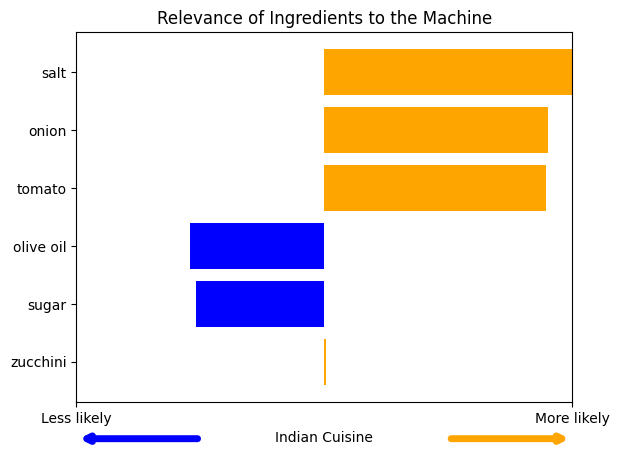 Relevance of Ingredients to the Machine
salt
onion
tomato
olive oil
sugar
zucchini
Less likely
More likely
Indian Cuisine